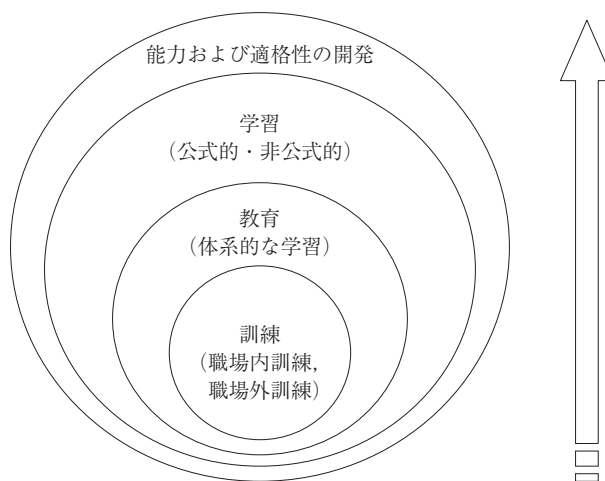 能力および適格性の開発
学習
（公式的・非公式的）
教育
（体系的な学習）
訓練
（職場内訓練，
職場外訓練）